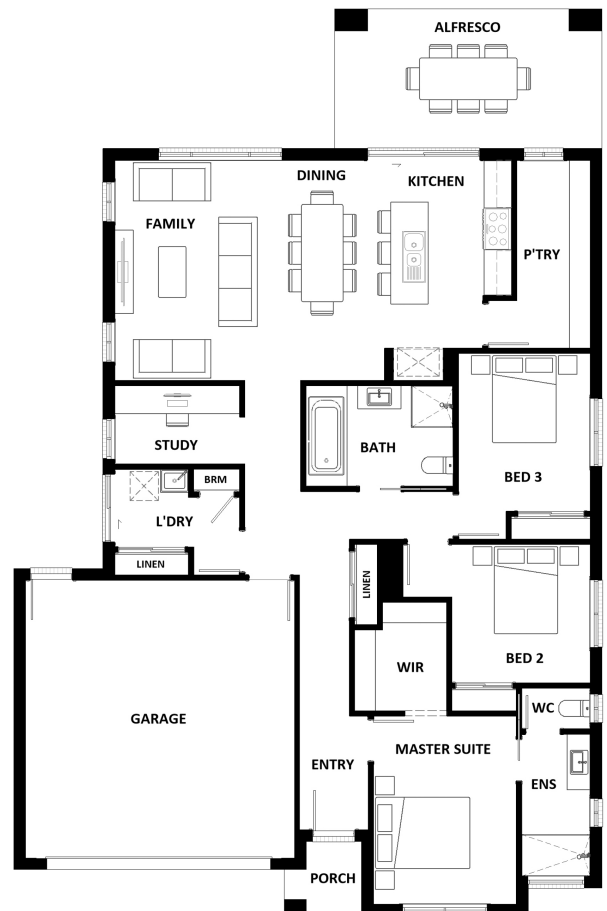 ALFRESCO
DINING
KITCHEN
FAMILY
P'TRY
STUDY
BATH
BED 3
BRM
L'DRY
LINEN
LINEN
BED 2
WIR
WC
GARAGE
MASTER SUITE
ENTRY
ENS
PORCH